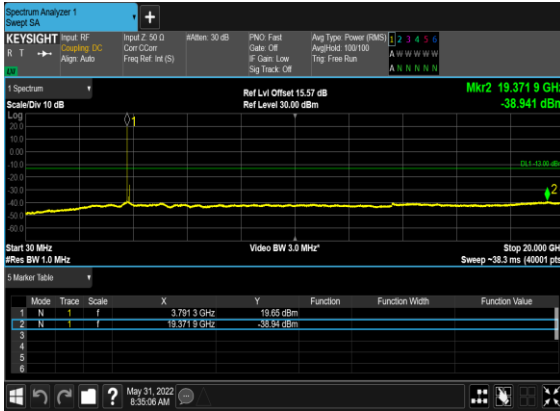 Spectrum Analyzer 1
Swept SA
+
KEYSIGHT Input: RF Input Z: 50 Ω #Atten: 30 dB PNO: Fast Avg Type: Power (RMS) 1 2 3 4 5 6
R T Coupling: DC Corr CCorr Gate: Off Avg|Hold: 100/100 A W W W W W
Align: Auto Freq Ref: Int (S) IF Gain: Low Trig: Free Run
Sig Track: Off A N N N N N
1 Spectrum Ref Lvl Offset 15.57 dB Mkr2 19.371 9 GHz
Scale/Div 10 dB Ref Level 30.00 dBm -38.941 dBm
Log
20.0
10.0
0.00
-10.0 DL1 -13.00 dBm
-20.0
-30.0
-40.0
-50.0
-60.0
1
2
Start 30 MHz Video BW 3.0 MHz* Stop 20.000 GHz
#Res BW 1.0 MHz Sweep ~38.3 ms (40001 pts)
5 Marker Table
Mode Trace Scale X Y Function Function Width Function Value
1 N 1 f 3.791 3 GHz 19.65 dBm
2 N 1 f 19.371 9 GHz -38.94 dBm
3
4
5
6
? May 31, 2022
8:35:06 AM